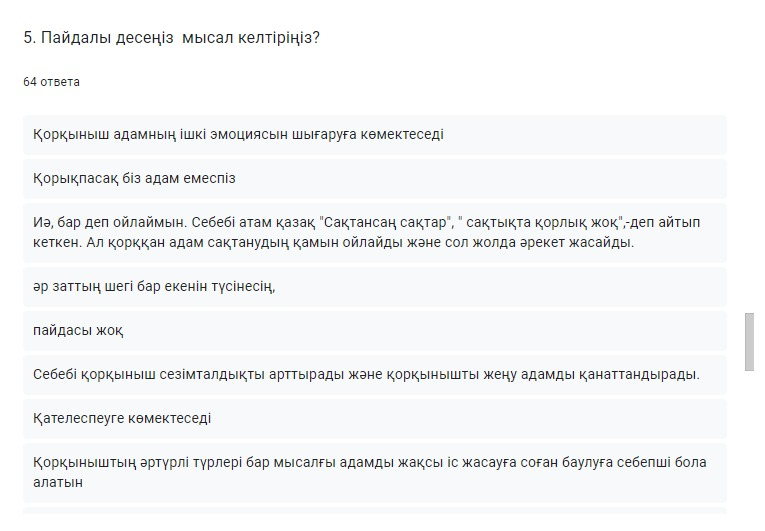 5. Пайдалы десеңіз  мысал келтіріңіз?
64 ответа
Қорқыныш адамның ішкі эмоциясын шығаруға көмектеседі
Қорықпасақ біз адам емеспіз
Иә, бар деп ойлаймын. Себебі атам қазақ "Сақтансаң сақтар", " сақтықта қорлық жоқ",-деп айтып
кеткен. Ал қорққан адам сақтанудың қамын ойлайды және сол жолда әрекет жасайды.
әр заттың шегі бар екенін түсінесің,
пайдасы жоқ
Себебі қорқыныш сезімталдықты арттырады және қорқынышты жеңу адамды қанаттандырады.
Қателеспеуге көмектеседі
Қорқыныштың әртүрлі түрлері бар мысалғы адамды жақсы іс жасауға соған баулуға себепші бола
алатын